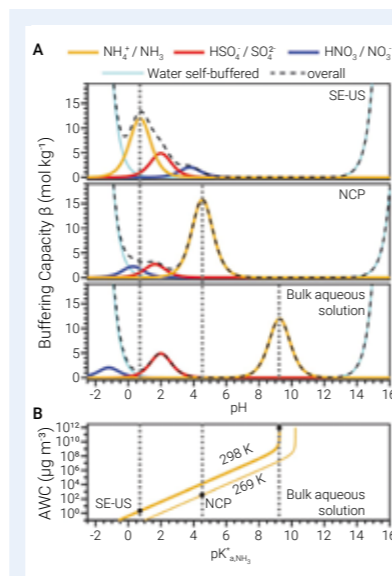 A
NH₄⁺ / NH₃ HSO₄⁻ / SO₄²⁻ HNO₃ / NO₃⁻
Water self-buffered overall
Buffering Capacity β (mol kg⁻¹)
15
10
5
0
SE-US
15
10
5
0
NCP
15
10
5
0
Bulk aqueous
solution
-2 0 2 4 6 8 10 12 14 16
pH
B
AWC (µg m⁻³)
10¹²
10¹⁰
10⁸
10⁶
10⁴
10²
10⁰
298 K
269 K
SE-US
NCP
Bulk aqueous
solution
-2 0 2 4 6 8 10 12 14 16
pK*a,NH₃